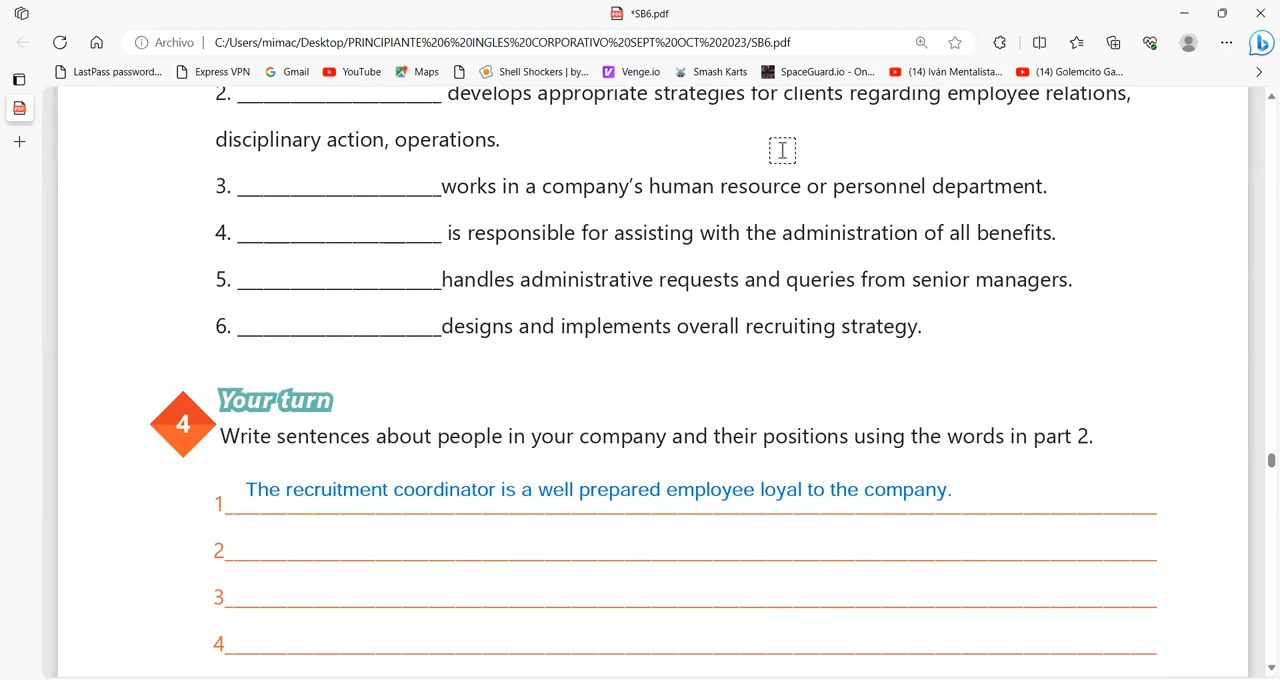 *SB6.pdf
Archivo C:/Users/mimac/Desktop/PRINCIPIANTE%206%20INGLES%20CORPORATIVO%20SEPT%20OCT%202023/SB6.pdf
LastPass password... Express VPN Gmail YouTube Maps Shell Shockers | by... Venge.io Smash Karts SpaceGuard.io - On... (14) Iván Mentalista... (14) Golemcito Ga...
2. ____________________ develops appropriate strategies for clients regarding employee relations,
disciplinary action, operations.
3. ____________________works in a company's human resource or personnel department.
4. ____________________ is responsible for assisting with the administration of all benefits.
5. ____________________handles administrative requests and queries from senior managers.
6. ____________________designs and implements overall recruiting strategy.
Your turn
4
Write sentences about people in your company and their positions using the words in part 2.
The recruitment coordinator is a well prepared employee loyal to the company.
1
2
3
4